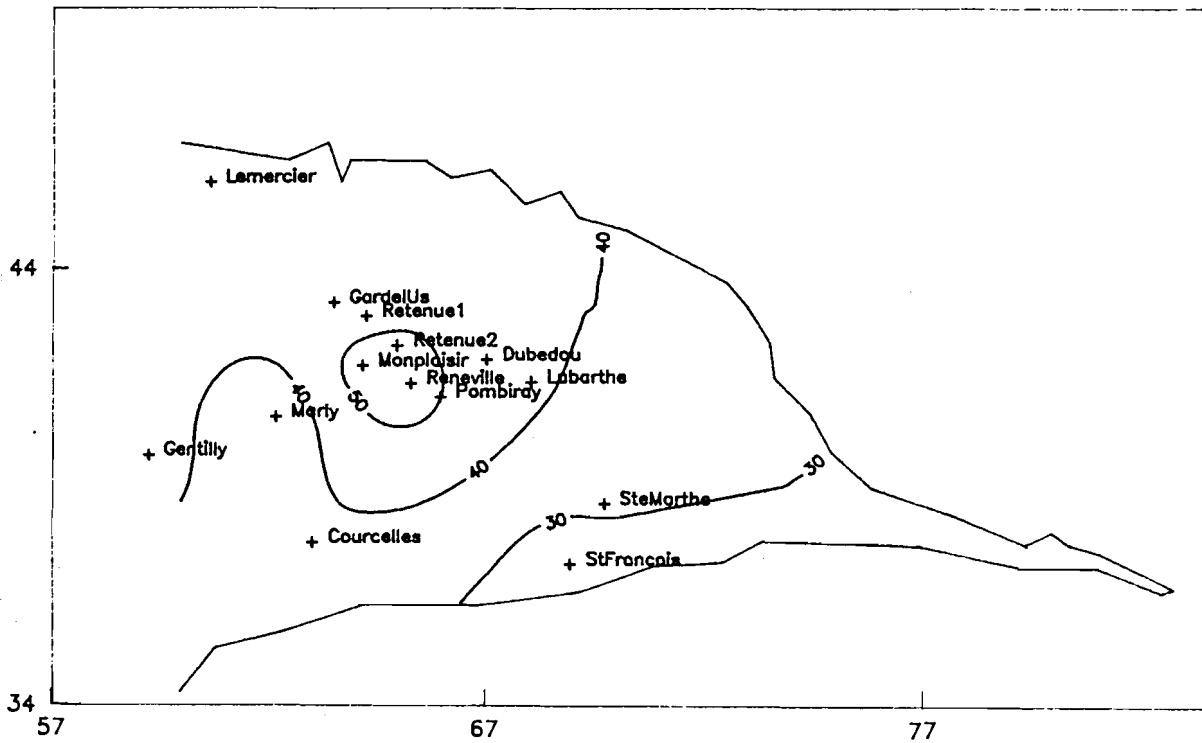 Lemercier
40
44
GardelUs
Retenue1
Retenue2
Monplaisir
Dubedou
Reneville
Labarthe
Pombiray
40
50
Marly
Gentilly
40
30
SteMarthe
30
Courcelles
StFrancois
34
57
67
77